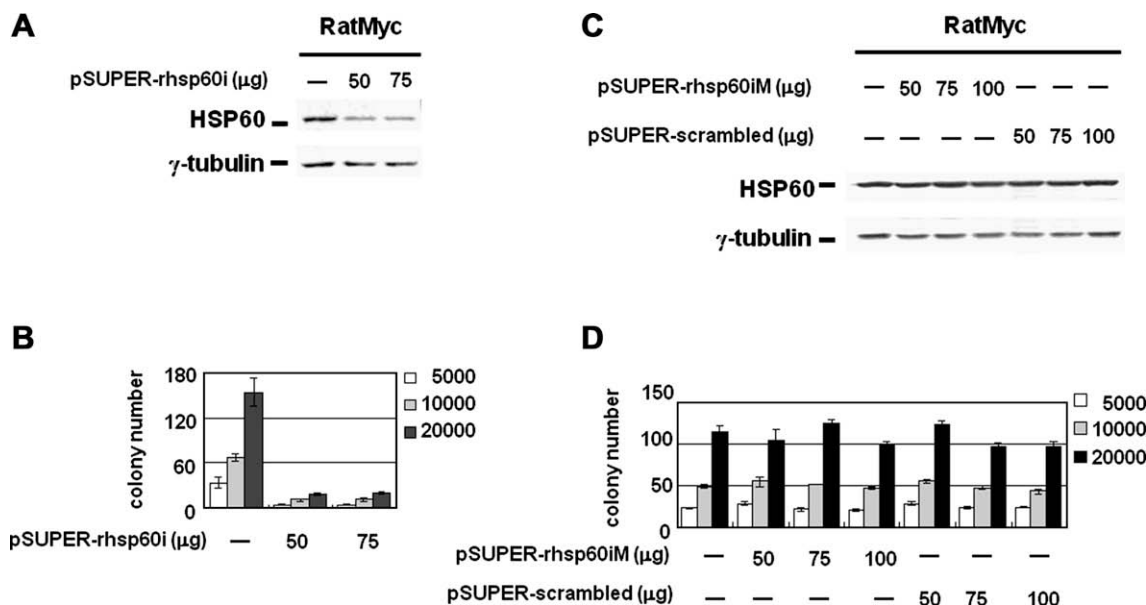 A
RatMyc
pSUPER-rhsp60i (μg) — 50 75
HSP60
γ-tubulin
C
RatMyc
pSUPER-rhsp60iM (μg) — 50 75 100 — — —
pSUPER-scrambled (μg) — — — — 50 75 100
HSP60
γ-tubulin
B
colony number
180
120
60
0
5000
10000
20000
pSUPER-rhsp60i (μg) — 50 75
D
colony number
150
100
50
0
5000
10000
20000
pSUPER-rhsp60iM (μg) — 50 75 100 — — —
pSUPER-scrambled (μg) — — — — 50 75 100